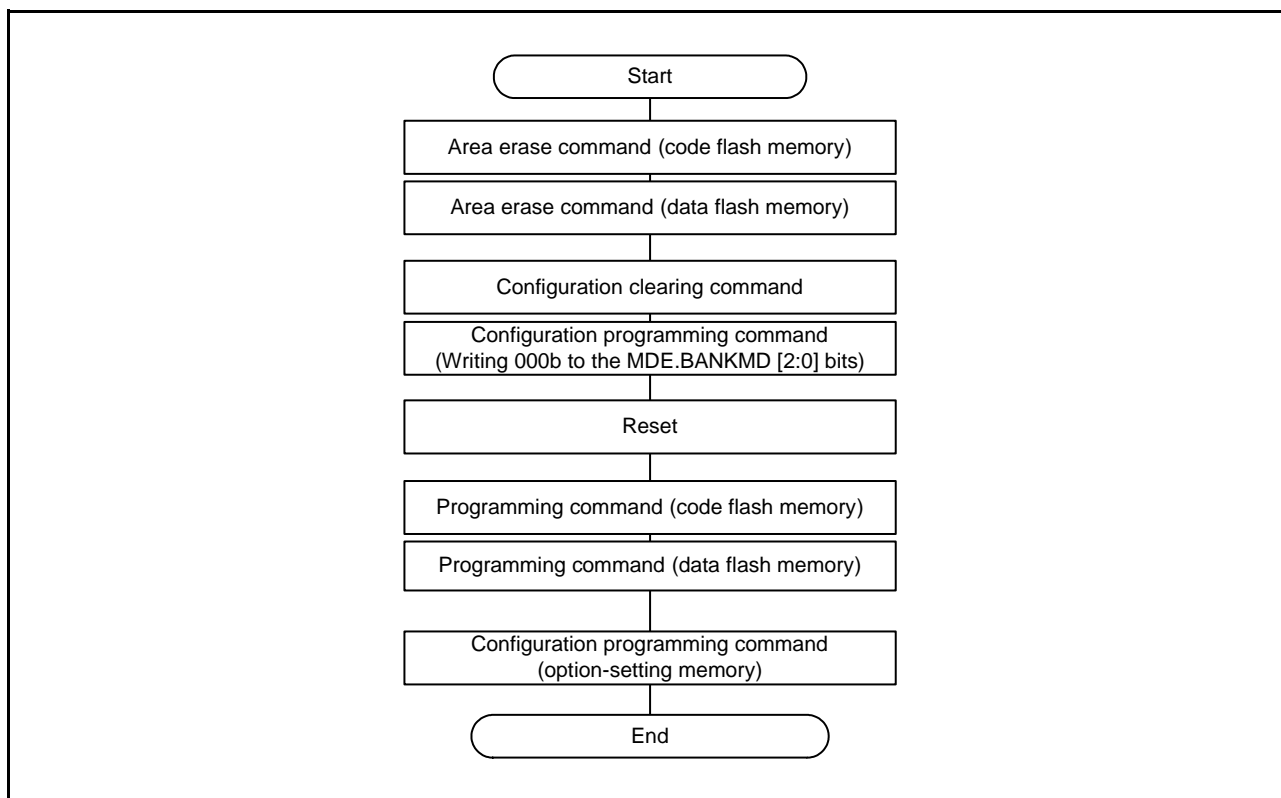 Start
Area erase command (code flash memory)
Area erase command (data flash memory)
Configuration clearing command
Configuration programming command
(Writing 000b to the MDE.BANKMD [2:0] bits)
Reset
Programming command (code flash memory)
Programming command (data flash memory)
Configuration programming command
(option-setting memory)
End